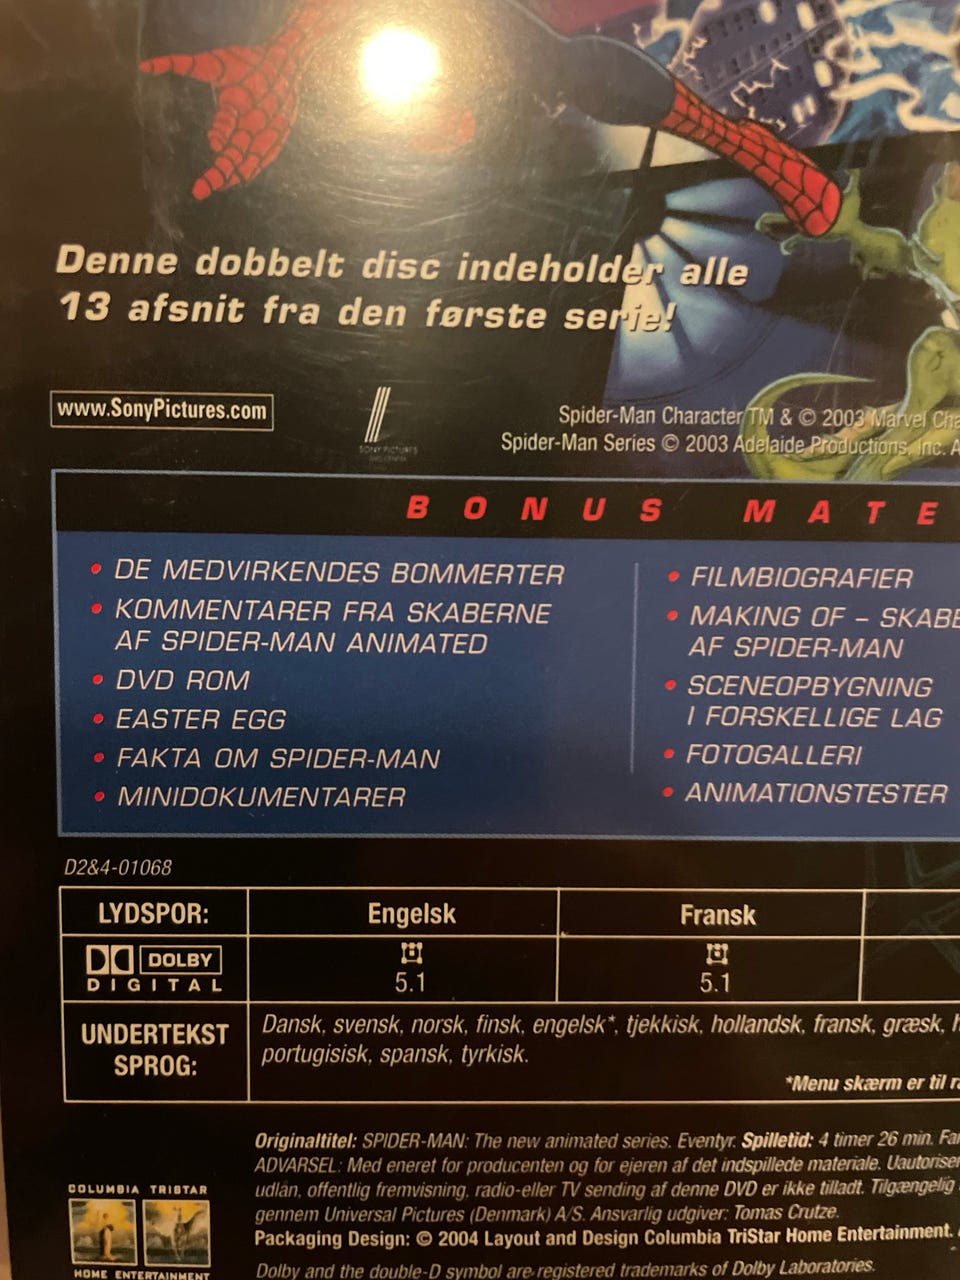 Denne dobbelt disc indeholder alle
13 afsnit fra den første serie!
www.SonyPictures.com
SONY PICTURES
Spider-Man Character TM & © 2003 Marvel
Spider-Man Series © 2003 Adelaide Productions, Inc.
BONUS MATE
• DE MEDVIRKENDES BOMMERTER
• KOMMENTARER FRA SKABERNE
AF SPIDER-MAN ANIMATED
• DVD ROM
• EASTER EGG
• FAKTA OM SPIDER-MAN
• MINIDOKUMENTARER
• FILMBIOGRAFIER
• MAKING OF – SKABE
AF SPIDER-MAN
• SCENEOPBYGNING
I FORSKELLIGE LAG
• FOTOGALLERI
• ANIMATIONSTESTER
D2&4-01068
LYDSPOR: Engelsk Fransk
DOLBY
DIGITAL
5.1 5.1
UNDERTEKST
SPROG:
Dansk, svensk, norsk, finsk, engelsk*, tjekkisk, hollandsk, fransk, græsk,
portugisisk, spansk, tyrkisk.
*Menu skærm er til
Originaltitel: SPIDER-MAN: The new animated series. Eventyr. Spilletid: 4 timer 26 min.
ADVARSEL: Med eneret for producenten og for ejeren af det indspillede materiale.
udlån, offentlig fremvisning, radio-eller TV sending af denne DVD er ikke tilladt. Tilgængelig
gennem Universal Pictures (Denmark) A/S. Ansvarlig udgiver: Tomas Crutze.
Packaging Design: © 2004 Layout and Design Columbia TriStar Home Entertainment.
Dolby and the double-D symbol are registered trademarks of Dolby Laboratories.
COLUMBIA TRISTAR
HOME ENTERTAINMENT